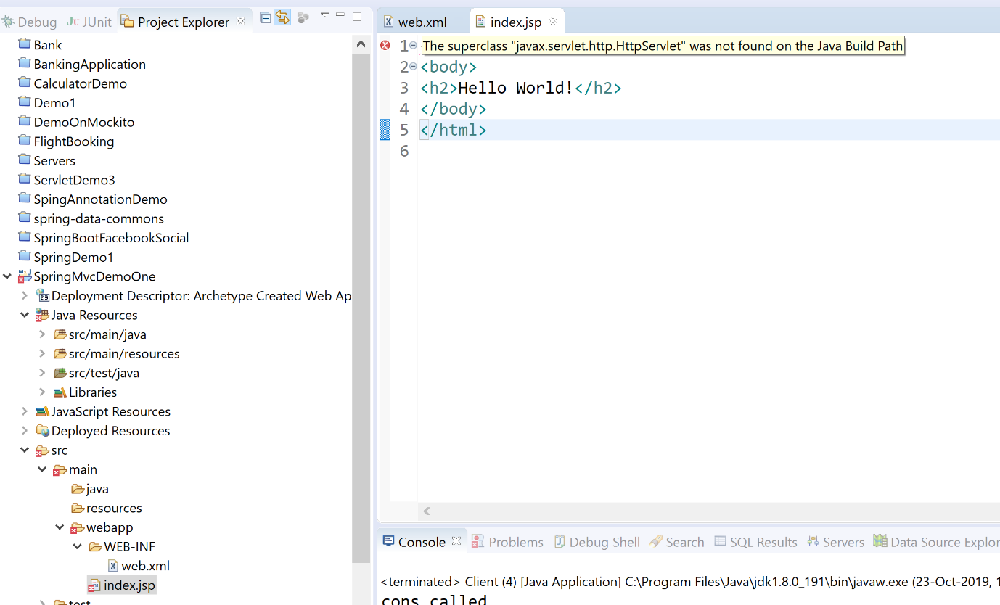 Debug JUnit Project Explorer
Bank
BankingApplication
CalculatorDemo
Demo1
DemoOnMockito
FlightBooking
Servers
ServletDemo3
SpingAnnotationDemo
spring-data-commons
SpringBootFacebookSocial
SpringDemo1
SpringMvcDemoOne
Deployment Descriptor: Archetype Created Web Ap
Java Resources
src/main/java
src/main/resources
src/test/java
Libraries
JavaScript Resources
Deployed Resources
src
main
java
resources
webapp
WEB-INF
web.xml
index.jsp
test
web.xml index.jsp
1 The superclass "javax.servlet.http.HttpServlet" was not found on the Java Build Path
2 <body>
3 <h2>Hello World!</h2>
4 </body>
5 </html>
6
Console Problems Debug Shell Search SQL Results Servers Data Source Explor
<terminated> Client (4) [Java Application] C:\Program Files\Java\jdk1.8.0_191\bin\javaw.exe (23-Oct-2019, 1
cons called